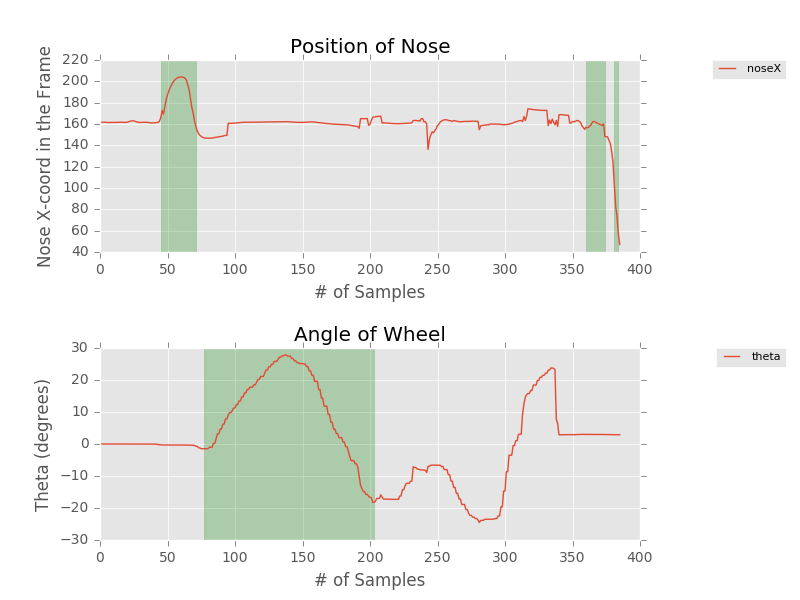 Position of Nose
220
200
180
160
140
120
100
80
60
40
Nose X-coord in the Frame
0 50 100 150 200 250 300 350 400
# of Samples
noseX
Angle of Wheel
30
20
10
0
−10
−20
−30
Theta (degrees)
0 50 100 150 200 250 300 350 400
# of Samples
theta